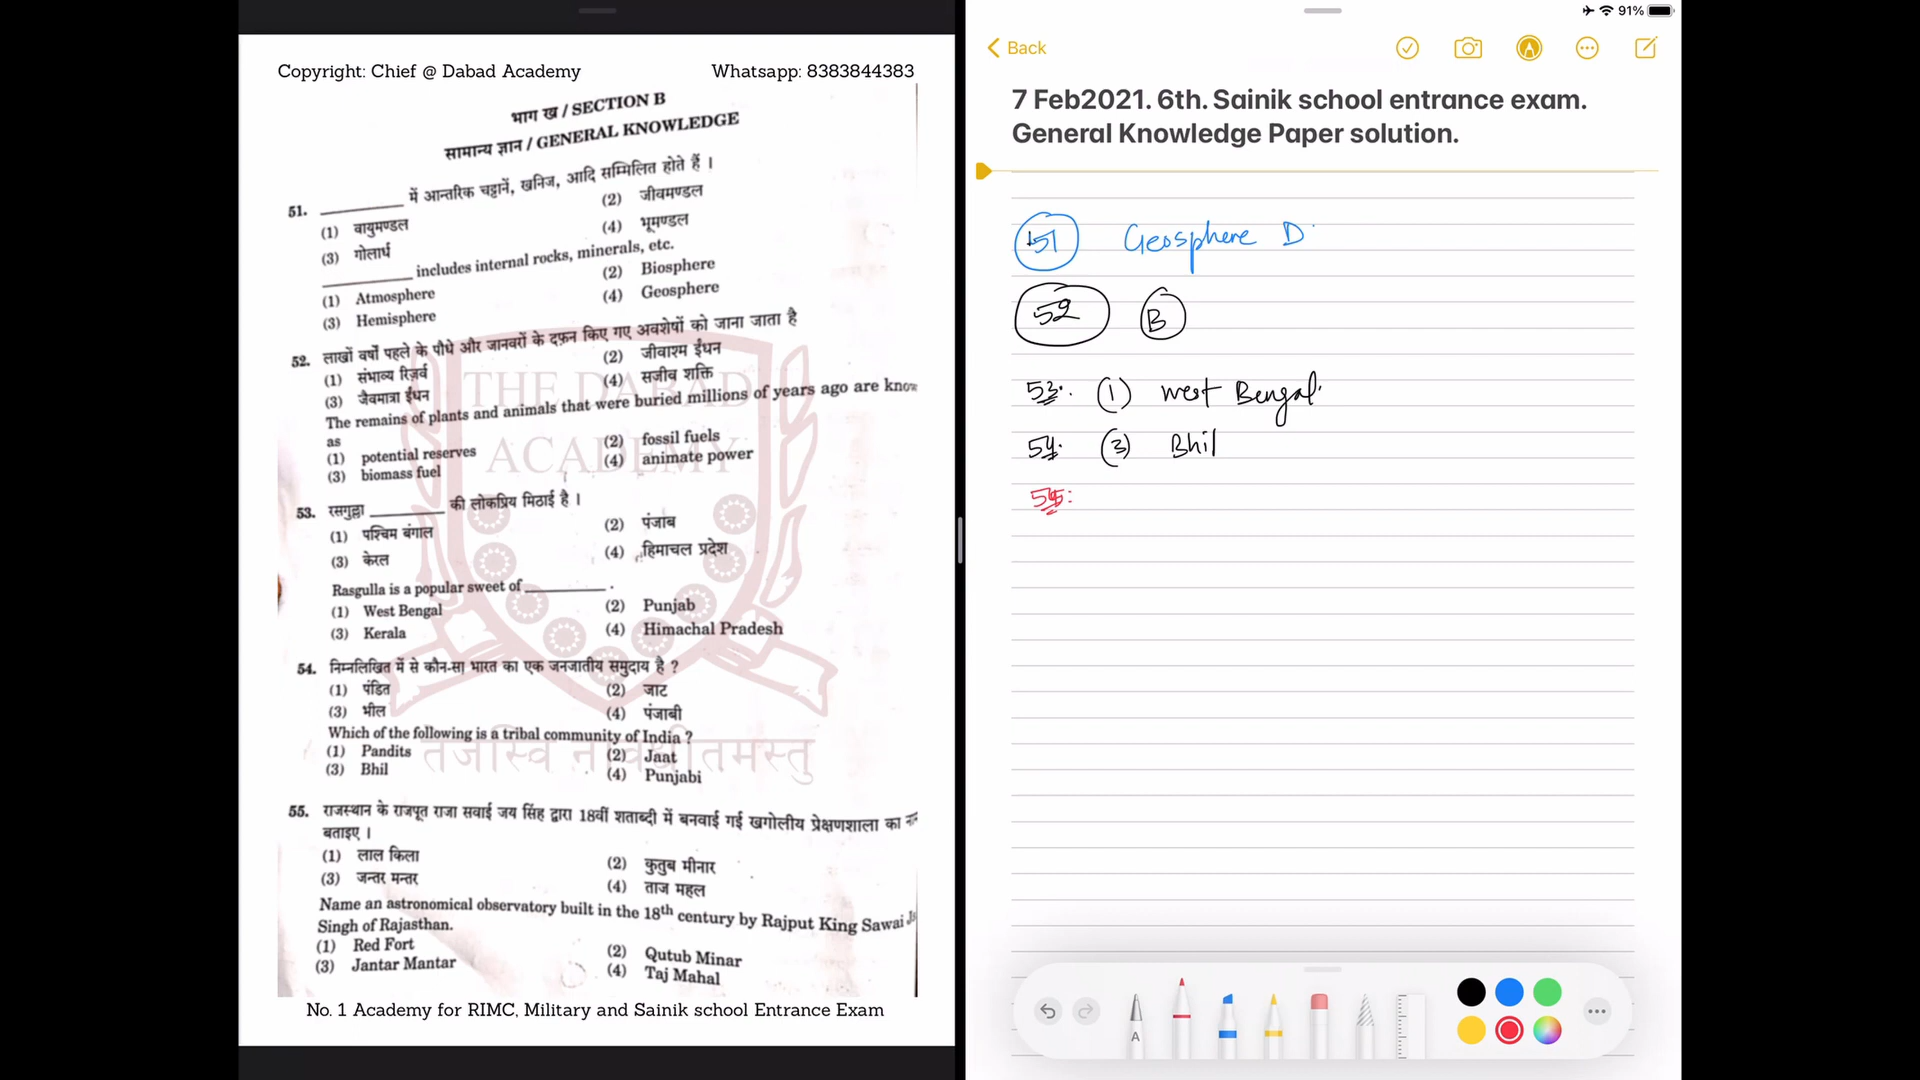 Copyright: Chief @ Dabad Academy Whatsapp: 8383844383
भाग ख / SECTION B
सामान्य ज्ञान / GENERAL KNOWLEDGE
51. __________ में आन्तरिक चट्टानें, खनिज, आदि सम्मिलित होते हैं ।
(1) वायुमण्डल (2) जीवमण्डल
(3) गोलार्ध (4) भूमण्डल
__________ includes internal rocks, minerals, etc.
(1) Atmosphere (2) Biosphere
(3) Hemisphere (4) Geosphere
52. लाखों वर्षों पहले के पौधे और जानवरों के दफ़न किए गए अवशेषों को जाना जाता है
(1) संभाव्य रिज़र्व (2) जीवाश्म ईंधन
(3) जैवमात्रा ईंधन (4) सजीव शक्ति
The remains of plants and animals that were buried millions of years ago are know
as
(1) potential reserves (2) fossil fuels
(3) biomass fuel (4) animate power
53. रसगुल्ला __________ की लोकप्रिय मिठाई है ।
(1) पश्चिम बंगाल (2) पंजाब
(3) केरल (4) हिमाचल प्रदेश
Rasgulla is a popular sweet of __________ .
(1) West Bengal (2) Punjab
(3) Kerala (4) Himachal Pradesh
54. निम्नलिखित में से कौन-सा भारत का एक जनजातीय समुदाय है ?
(1) पंडित (2) जाट
(3) भील (4) पंजाबी
Which of the following is a tribal community of India ?
(1) Pandits (2) Jaat
(3) Bhil (4) Punjabi
55. राजस्थान के राजपूत राजा सवाई जय सिंह द्वारा 18वीं शताब्दी में बनवाई गई खगोलीय प्रेक्षणशाला का
बताइए ।
(1) लाल किला (2) कुतुब मीनार
(3) जन्तर मन्तर (4) ताज महल
Name an astronomical observatory built in the 18th century by Rajput King Sawai
Singh of Rajasthan.
(1) Red Fort (2) Qutub Minar
(3) Jantar Mantar (4) Taj Mahal
THE DABAD
ACADEMY
No. 1 Academy for RIMC, Military and Sainik school Entrance Exam
91%
Back
7 Feb2021. 6th. Sainik school entrance exam.
General Knowledge Paper solution.
51 Geosphere D.
52 B
53. (1) West Bengal.
54. (3) Bhil
55:
A